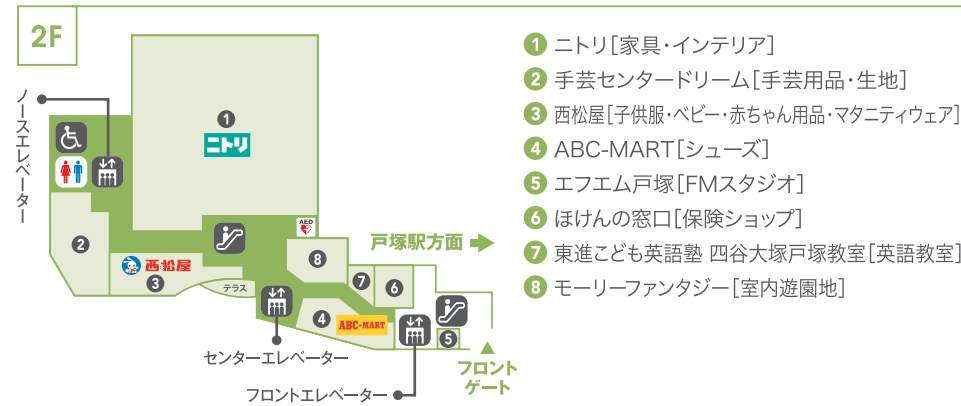 2F
ノースエレベーター
1
ニトリ
AED
戸塚駅方面
2
西松屋
3
テラス
8
7
6
4
ABC-MART
5
センターエレベーター
フロントエレベーター
フロント
ゲート
1 ニトリ[家具・インテリア]
2 手芸センタードリーム[手芸用品・生地]
3 西松屋[子供服・ベビー・赤ちゃん用品・マタニティウェア]
4 ABC-MART[シューズ]
5 エフエム戸塚[FMスタジオ]
6 ほけんの窓口[保険ショップ]
7 東進こども英語塾 四谷大塚戸塚教室[英語教室]
8 モーリーファンタジー[室内遊園地]